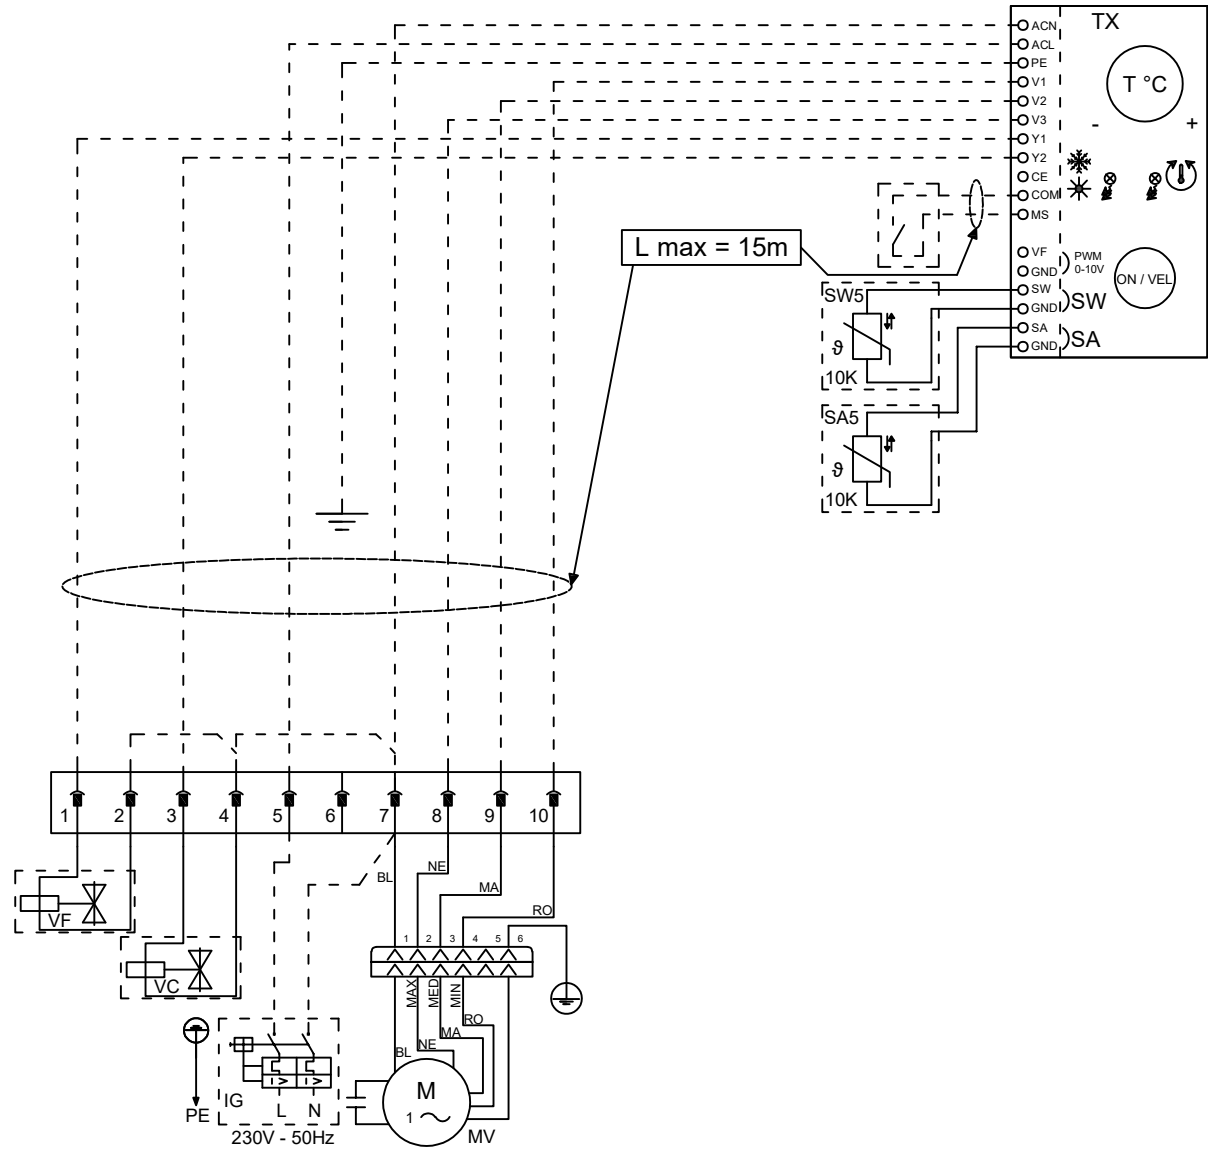 ACN TX
ACL
PE
V1 T °C
V2
V3 - +
Y1
Y2
CE
COM
MS
L max = 15m
VF PWM
GND 0-10V ON / VEL
SW5 SW
GND SW
SA SA
GND
ϑ
10K
SA5
ϑ
10K
1 2 3 4 5 6 7 8 9 10
BL NE
MA
VF
RO
1 2 3 4 5 6
VC
MAX MED MIN
RO
MA
NE
BL
M
1
IG
PE L N
230V - 50Hz MV